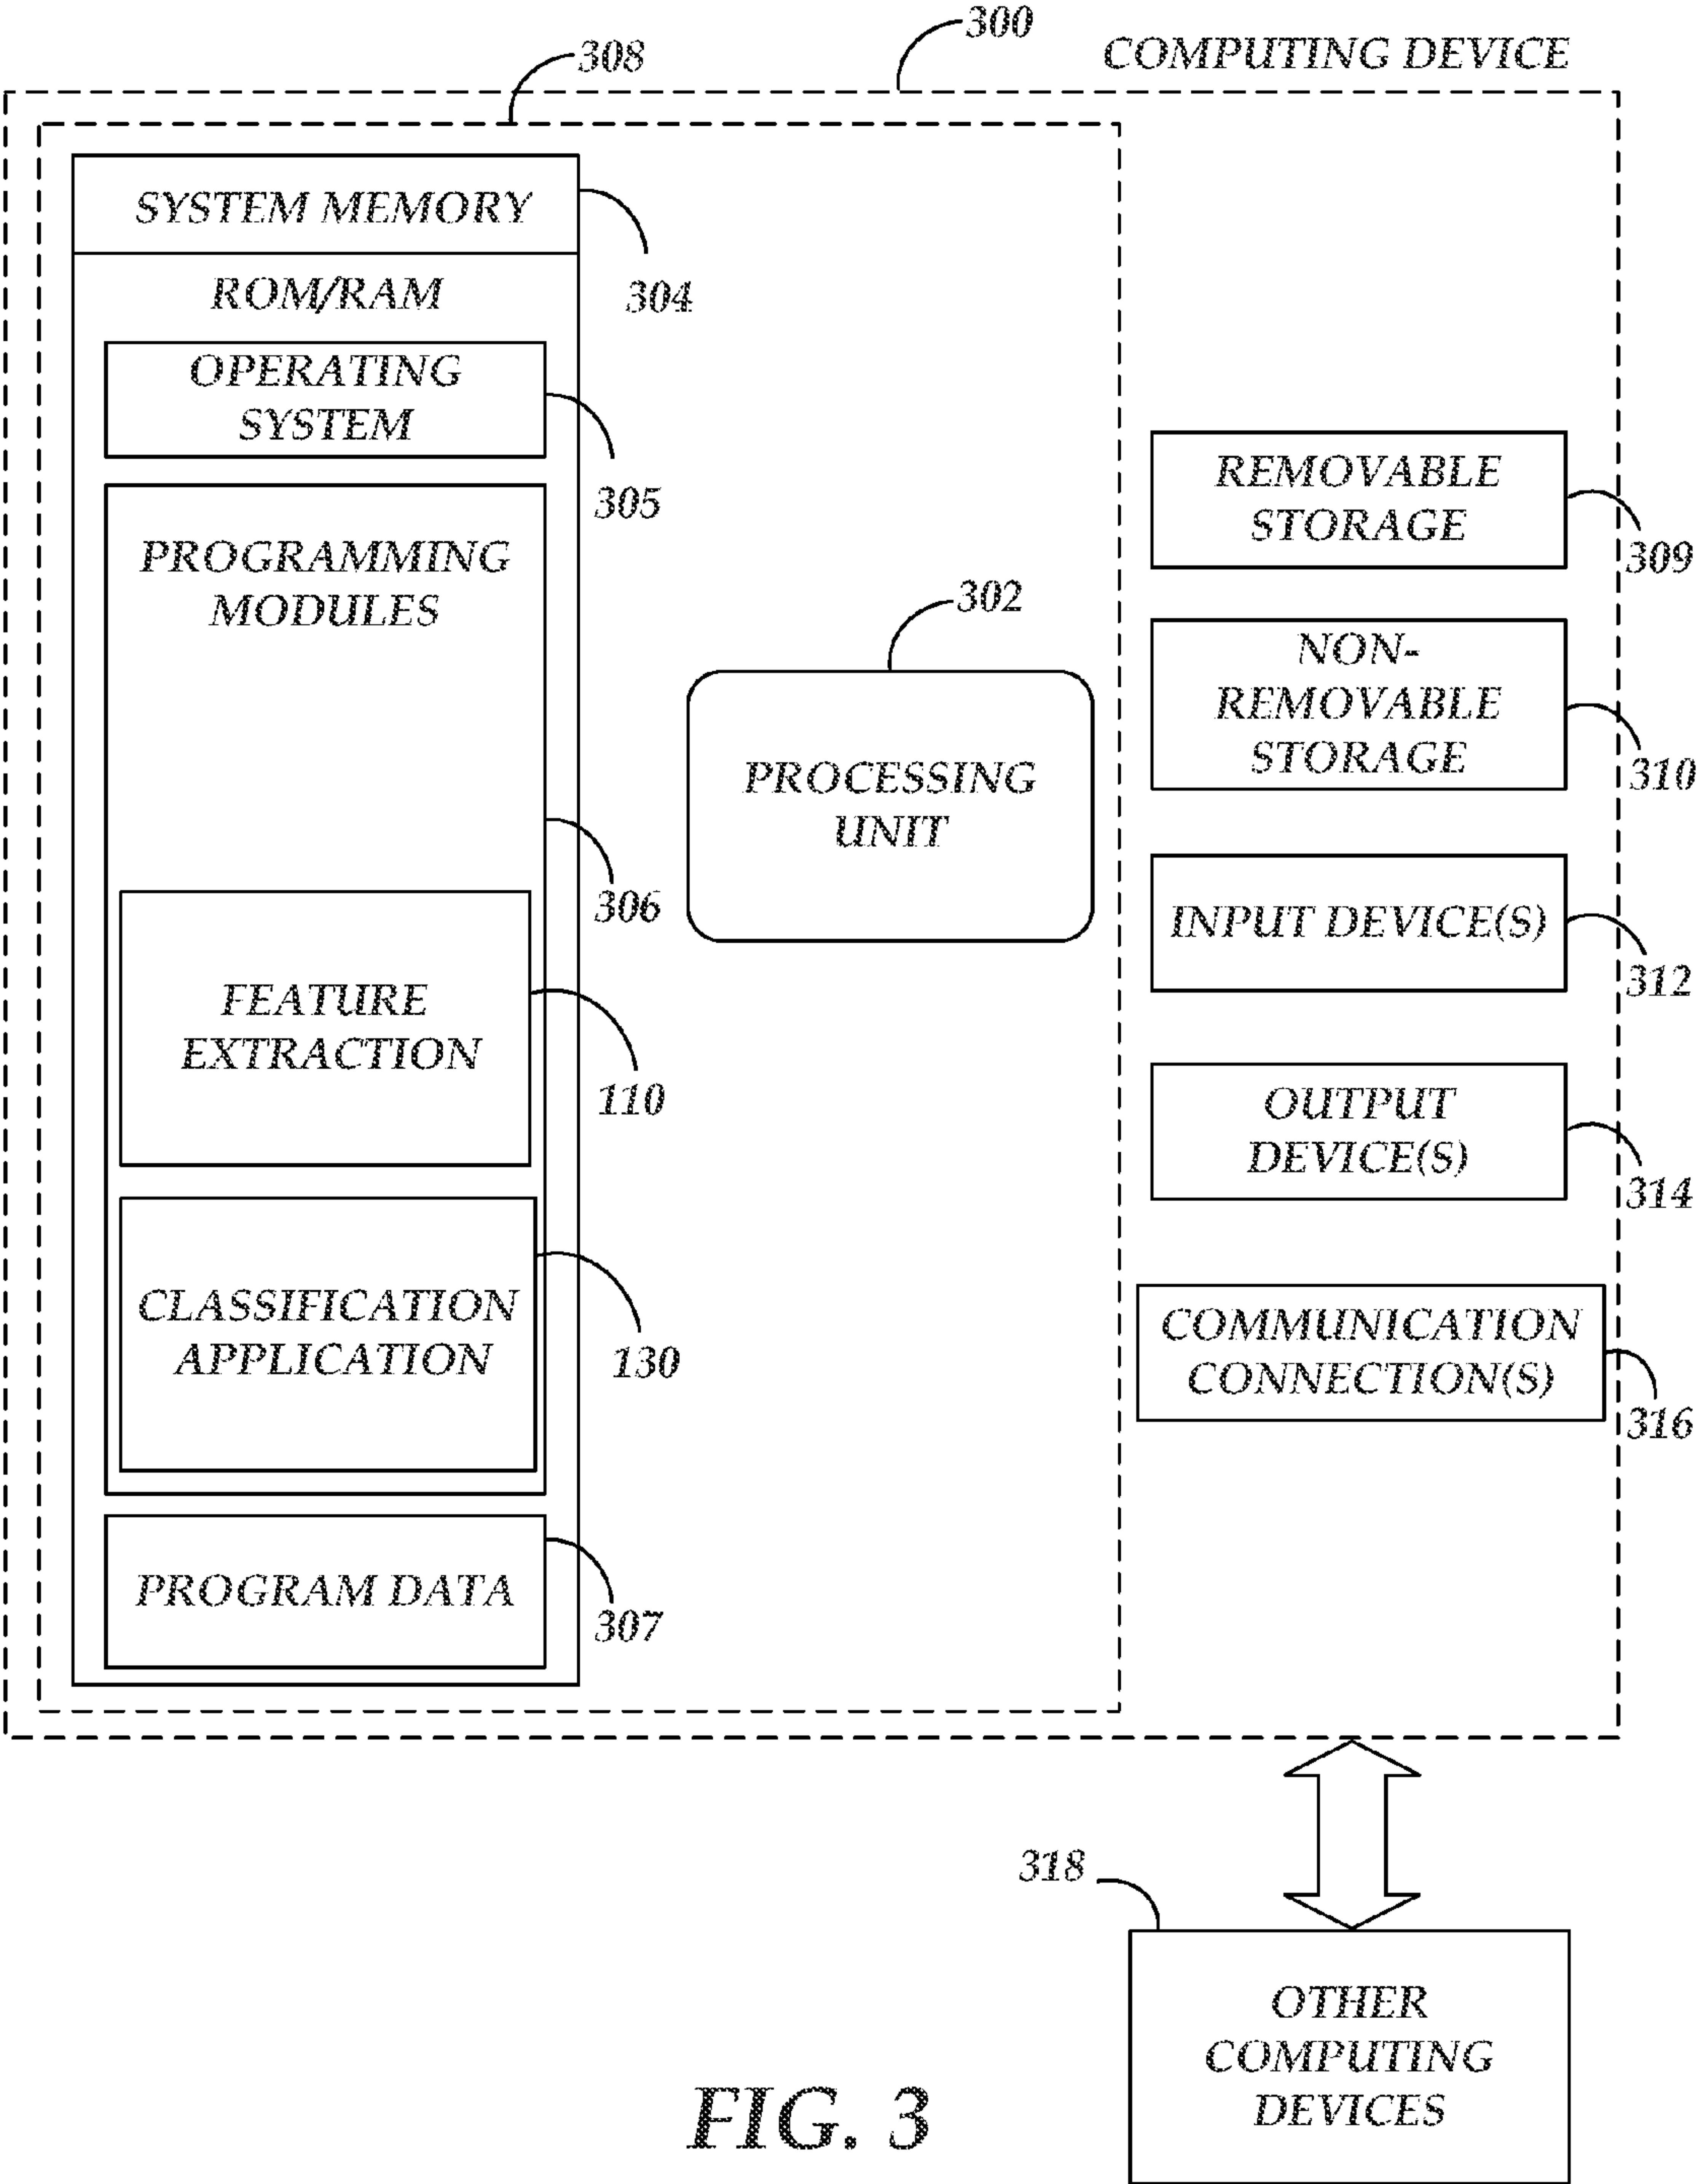 300
COMPUTING DEVICE
308
SYSTEM MEMORY
304
ROM/RAM
OPERATING
SYSTEM
305
PROGRAMMING
MODULES
306
FEATURE
EXTRACTION
110
CLASSIFICATION
APPLICATION
130
PROGRAM DATA
307
302
PROCESSING
UNIT
REMOVABLE
STORAGE
309
NON-
REMOVABLE
STORAGE
310
INPUT DEVICE(S)
312
OUTPUT
DEVICE(S)
314
COMMUNICATION
CONNECTION(S)
316
318
OTHER
COMPUTING
DEVICES
FIG. 3